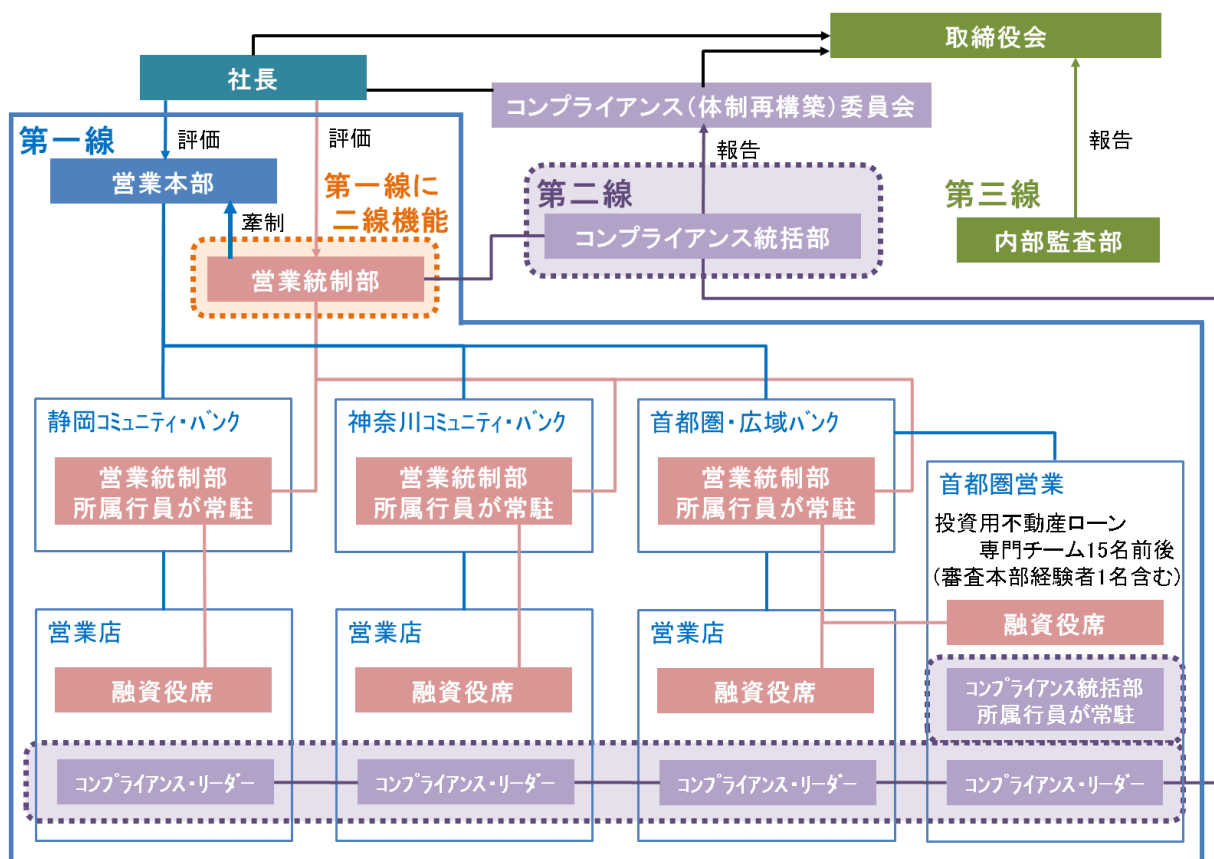 取締役会
社長
コンプライアンス（体制再構築）委員会
第一線
評価
評価
報告
報告
営業本部
第一線に
二線機能
第二線
第三線
牽制
コンプライアンス統括部
内部監査部
営業統制部
静岡コミュニティ・バンク
神奈川コミュニティ・バンク
首都圏・広域バンク
営業統制部
所属行員が常駐
営業統制部
所属行員が常駐
営業統制部
所属行員が常駐
首都圏営業
投資用不動産ローン
専門チーム15名前後
（審査本部経験者1名含む）
営業店
営業店
営業店
融資役席
融資役席
融資役席
融資役席
コンプライアンス統括部
所属行員が常駐
コンプライアンス・リーダー
コンプライアンス・リーダー
コンプライアンス・リーダー
コンプライアンス・リーダー